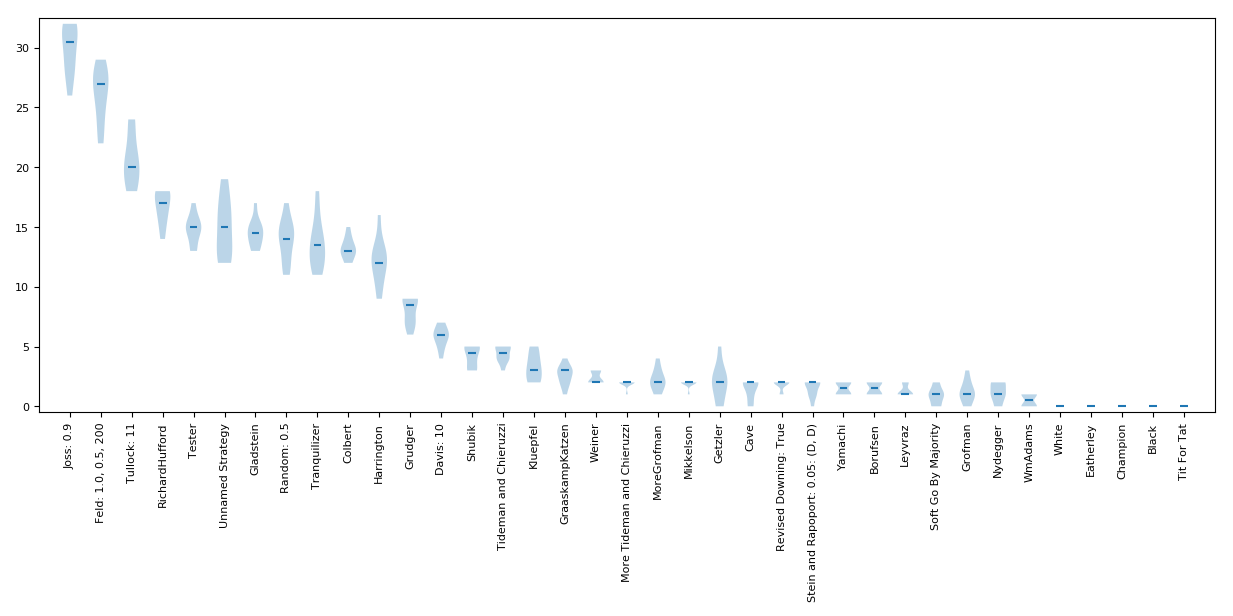 30
25
20
15
10
5
0
Joss: 0.9
Feld: 1.0, 0.5, 200
Tullock: 11
RichardHufford
Tester
Unnamed Strategy
Gladstein
Random: 0.5
Tranquilizer
Colbert
Harrington
Grudger
Davis: 10
Shubik
Tideman and Chieruzzi
Kluepfel
GraaskampKatzen
Weiner
More Tideman and Chieruzzi
MoreGrofman
Mikkelson
Getzler
Cave
Revised Downing: True
Stein and Rapoport: 0.05: (D, D)
Yamachi
Borufsen
Leyvraz
Soft Go By Majority
Grofman
Nydegger
WmAdams
White
Eatherley
Champion
Black
Tit For Tat